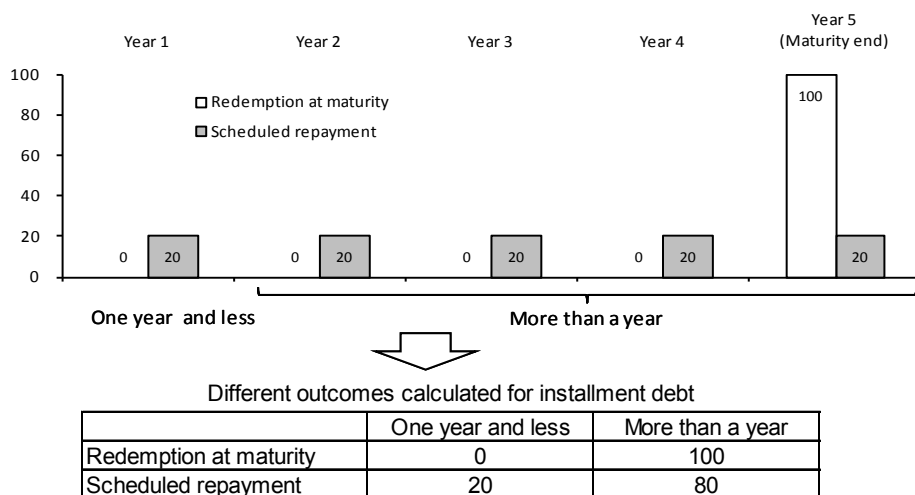 Year 1 Year 2 Year 3 Year 4 Year 5
(Maturity end)
100
80
60
40
20
0
Redemption at maturity
Scheduled repayment
0 20 0 20 0 20 0 20 100 20
One year and less More than a year
Different outcomes calculated for installment debt
One year and less More than a year
Redemption at maturity 0 100
Scheduled repayment 20 80